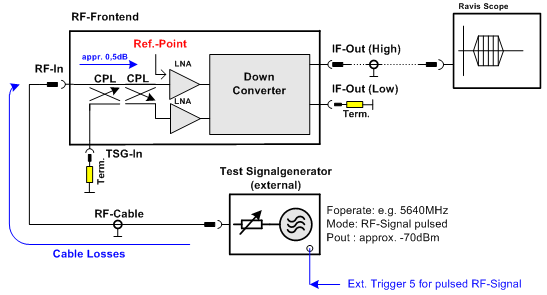 Ravis Scope
RF-Frontend
appr. 0,5dB
Ref.-Point
IF-Out (High)
RF-In
LNA
CPL CPL
Down
Converter
IF-Out (Low)
LNA
Term.
TSG-In
Term.
Test Signalgenerator
(external)
RF-Cable
Foperate: e.g. 5640MHz
Mode: RF-Signal pulsed
Pout : approx. -70dBm
Cable Losses
Ext. Trigger 5 for pulsed RF-Signal